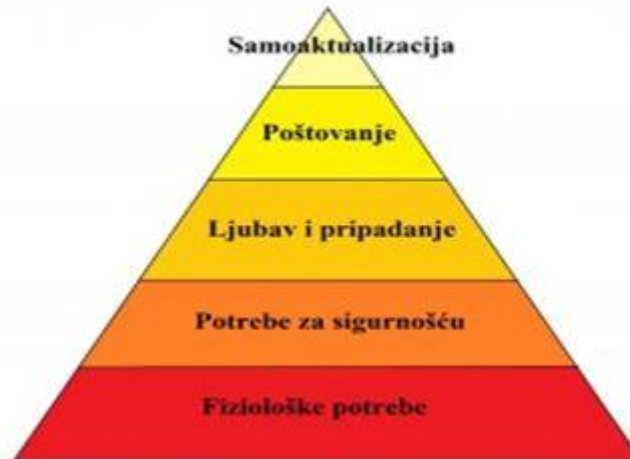 Samoaktualizacija
Poštovanje
Ljubav i pripadanje
Potrebe za sigurnošću
Fiziološke potrebe